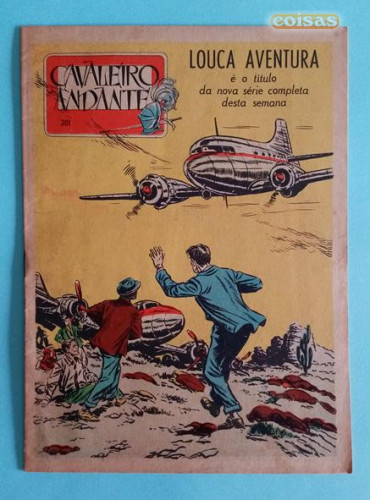 coisas
CAVALEIRO
ANDANTE
LOUCA AVENTURA
é o título
da nova série completa
desta semana